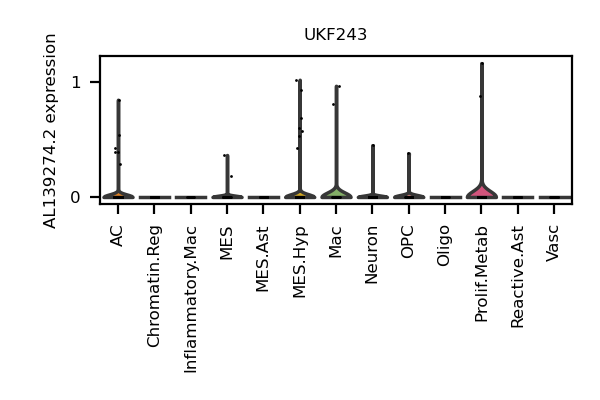 UKF243
AL139274.2 expression
1
0
AC
Chromatin.Reg
Inflammatory.Mac
MES
MES.Ast
MES.Hyp
Mac
Neuron
OPC
Oligo
Prolif.Metab
Reactive.Ast
Vasc